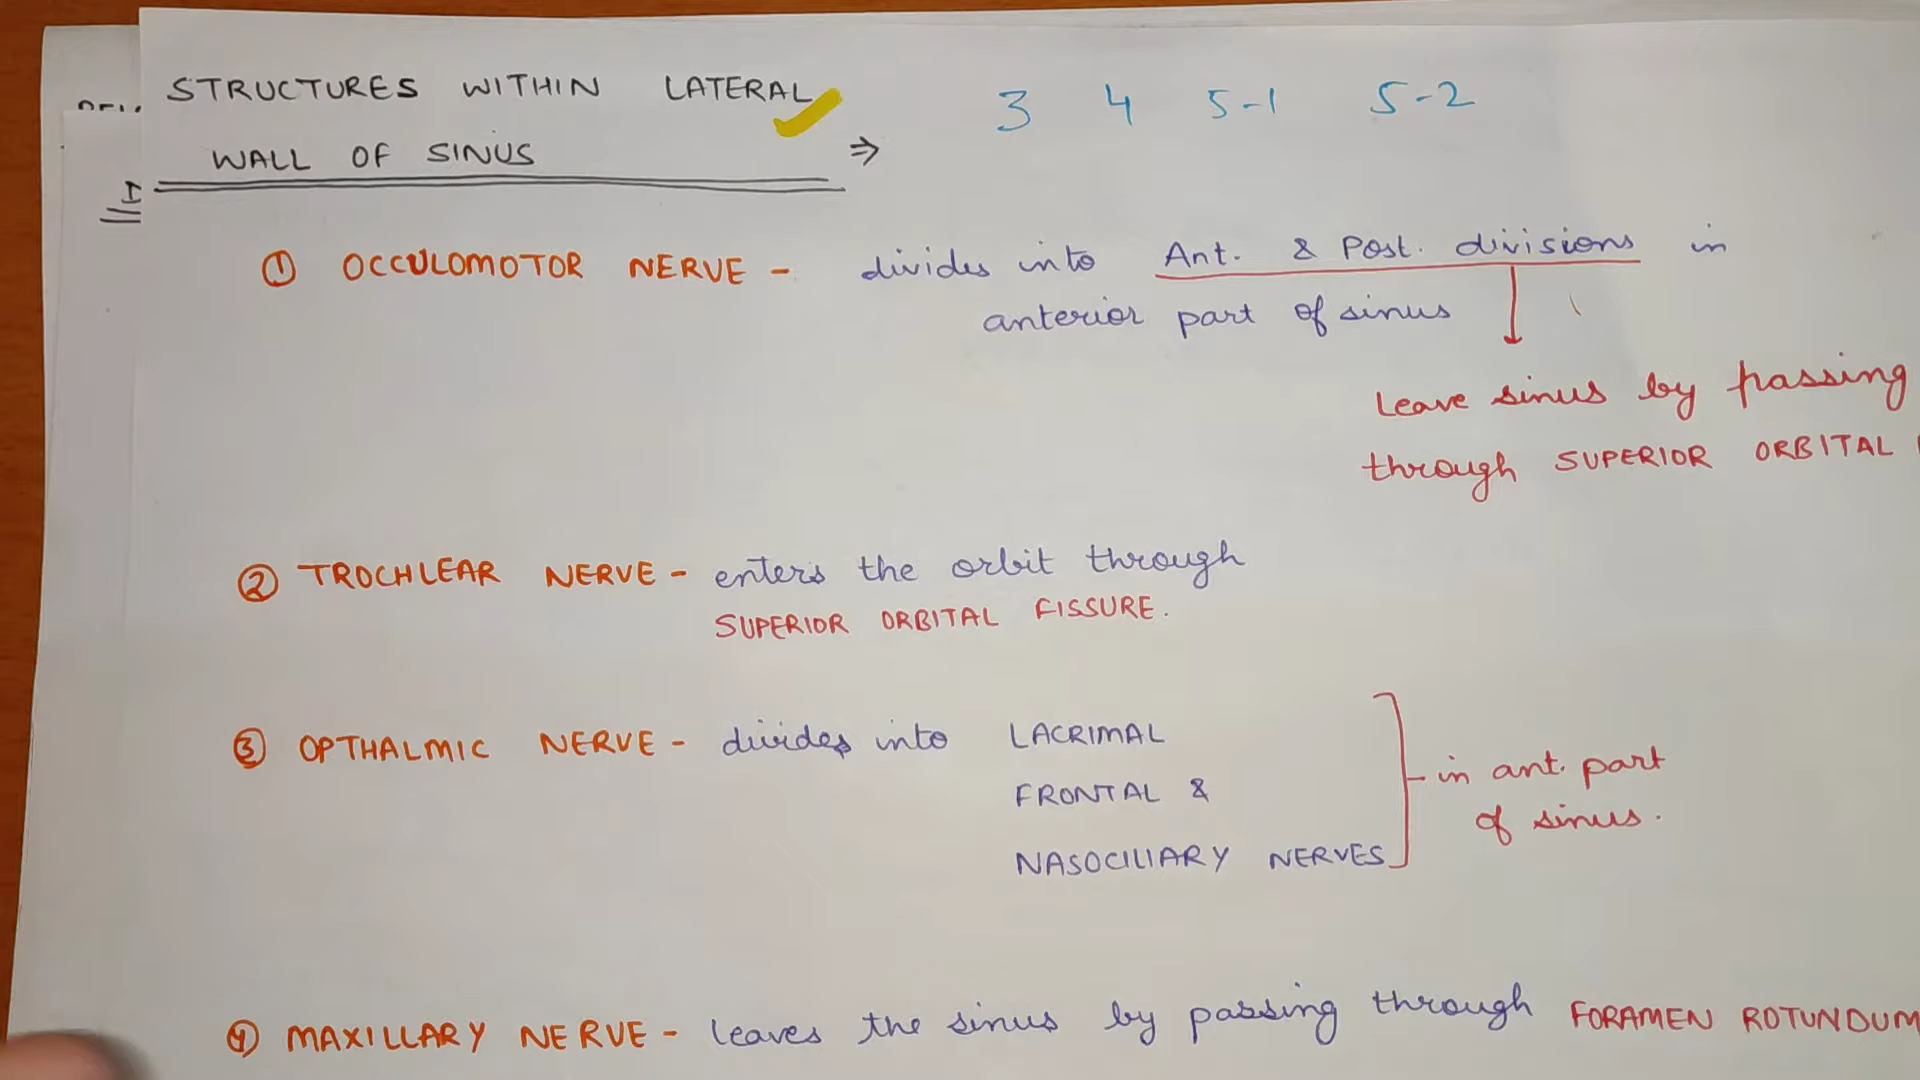 STRUCTURES WITHIN LATERAL
WALL OF SINUS ⇒ 3 4 5-1 5-2
I
① OCCULOMOTOR NERVE - divides into Ant. & Post. divisions in
anterior part of sinus
Leave sinus by passing
through SUPERIOR ORBITAL
② TROCHLEAR NERVE - enters the orbit through
SUPERIOR ORBITAL FISSURE.
③ OPTHALMIC NERVE - divides into LACRIMAL
FRONTAL &
NASOCILIARY NERVES
- in ant. part
of sinus.
④ MAXILLARY NERVE - leaves the sinus by passing through FORAMEN ROTUNDUM